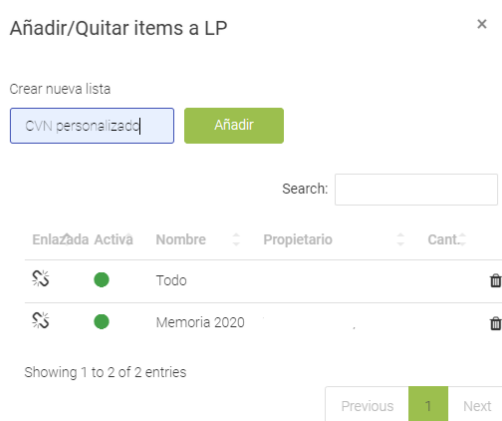 Añadir/Quitar items a LP ×
Crear nueva lista
CVN personalizado Añadir
Search:
Enlazada Activa Nombre Propietario Cant.
Todo
Memoria 2020
Showing 1 to 2 of 2 entries
Previous 1 Next